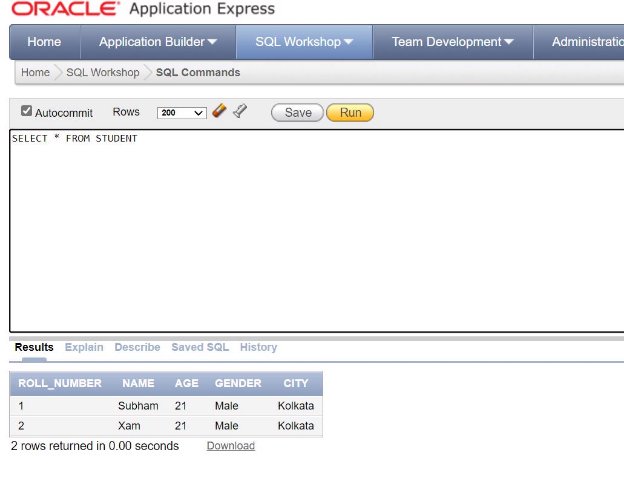 ORACLE Application Express
Home Application Builder SQL Workshop Team Development Administratio
Home SQL Workshop SQL Commands
Autocommit Rows 200 Save Run
SELECT * FROM STUDENT
Results Explain Describe Saved SQL History
ROLL_NUMBER NAME AGE GENDER CITY
1 Subham 21 Male Kolkata
2 Xam 21 Male Kolkata
2 rows returned in 0.00 seconds Download